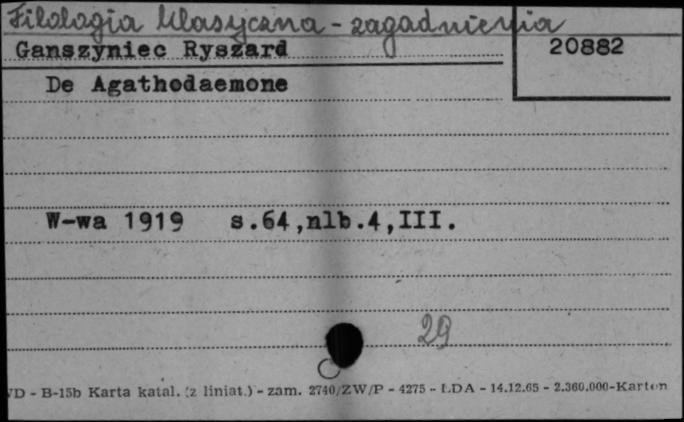 Filologia klasyczna - zagadnienia
Ganszyniec Ryszard 20882
De Agathodaemone
W-wa 1919 s.64,nlb.4,III.
29
VD - B-15b Karta katal. (z liniat.) - zam. 2740/ZW/P - 4275 - LDA - 14.12.65 - 2.360.000-Karton